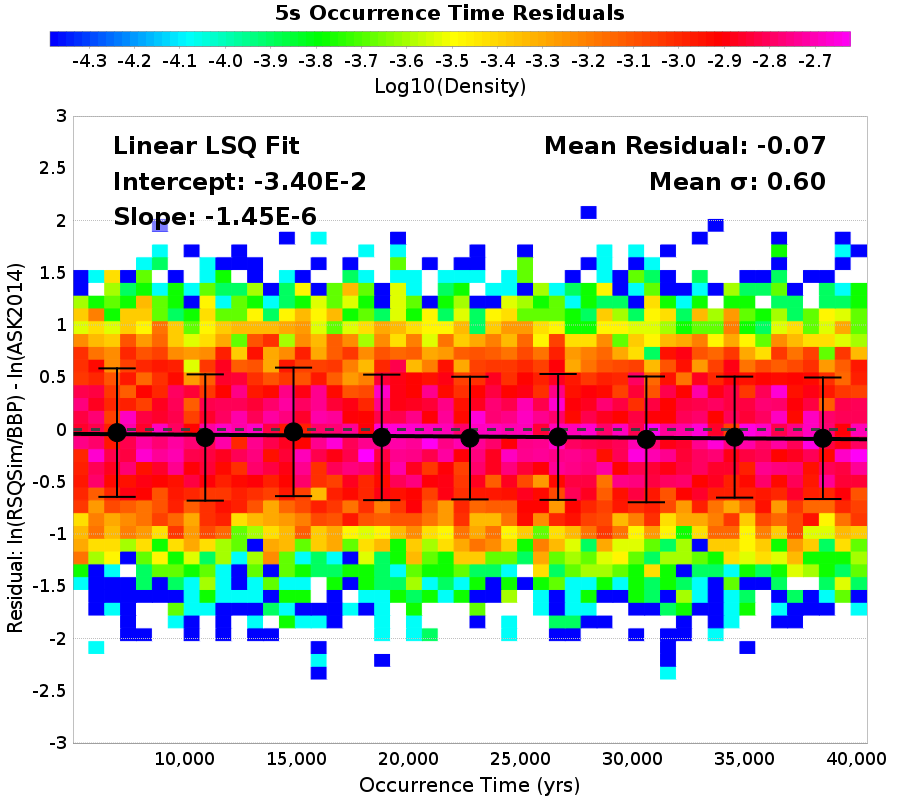 5s Occurrence Time Residuals
-4.3 -4.2 -4.1 -4.0 -3.9 -3.8 -3.7 -3.6 -3.5 -3.4 -3.3 -3.2 -3.1 -3.0 -2.9 -2.8 -2.7
Log10(Density)
Linear LSQ Fit
Intercept: -3.40E-2
Slope: -1.45E-6
Mean Residual: -0.07
Mean σ: 0.60
Residual: ln(RSQSim/BBP) - ln(ASK2014)
3
2.5
2
1.5
1
0.5
0
-0.5
-1
-1.5
-2
-2.5
-3
10,000 15,000 20,000 25,000 30,000 35,000 40,000
Occurrence Time (yrs)